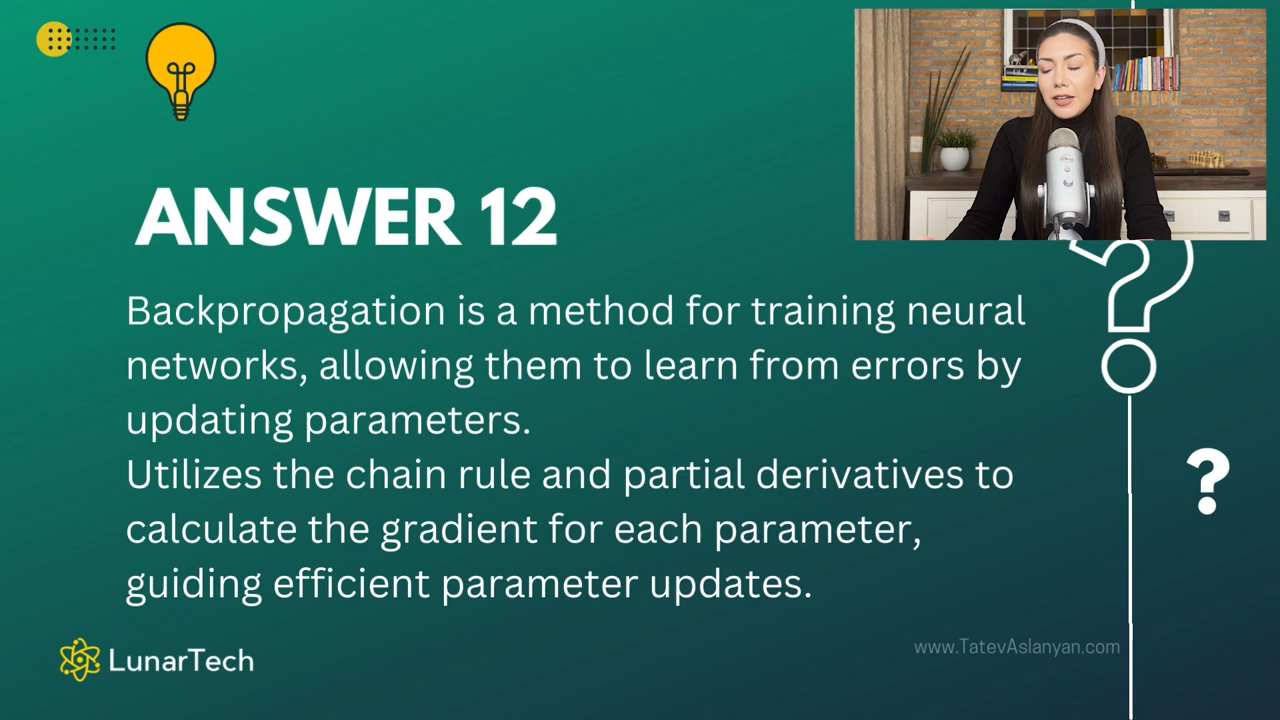 ANSWER 12
Backpropagation is a method for training neural
networks, allowing them to learn from errors by
updating parameters.
Utilizes the chain rule and partial derivatives to
calculate the gradient for each parameter,
guiding efficient parameter updates.
LunarTech
www.TatevAslanyan.com
?
?